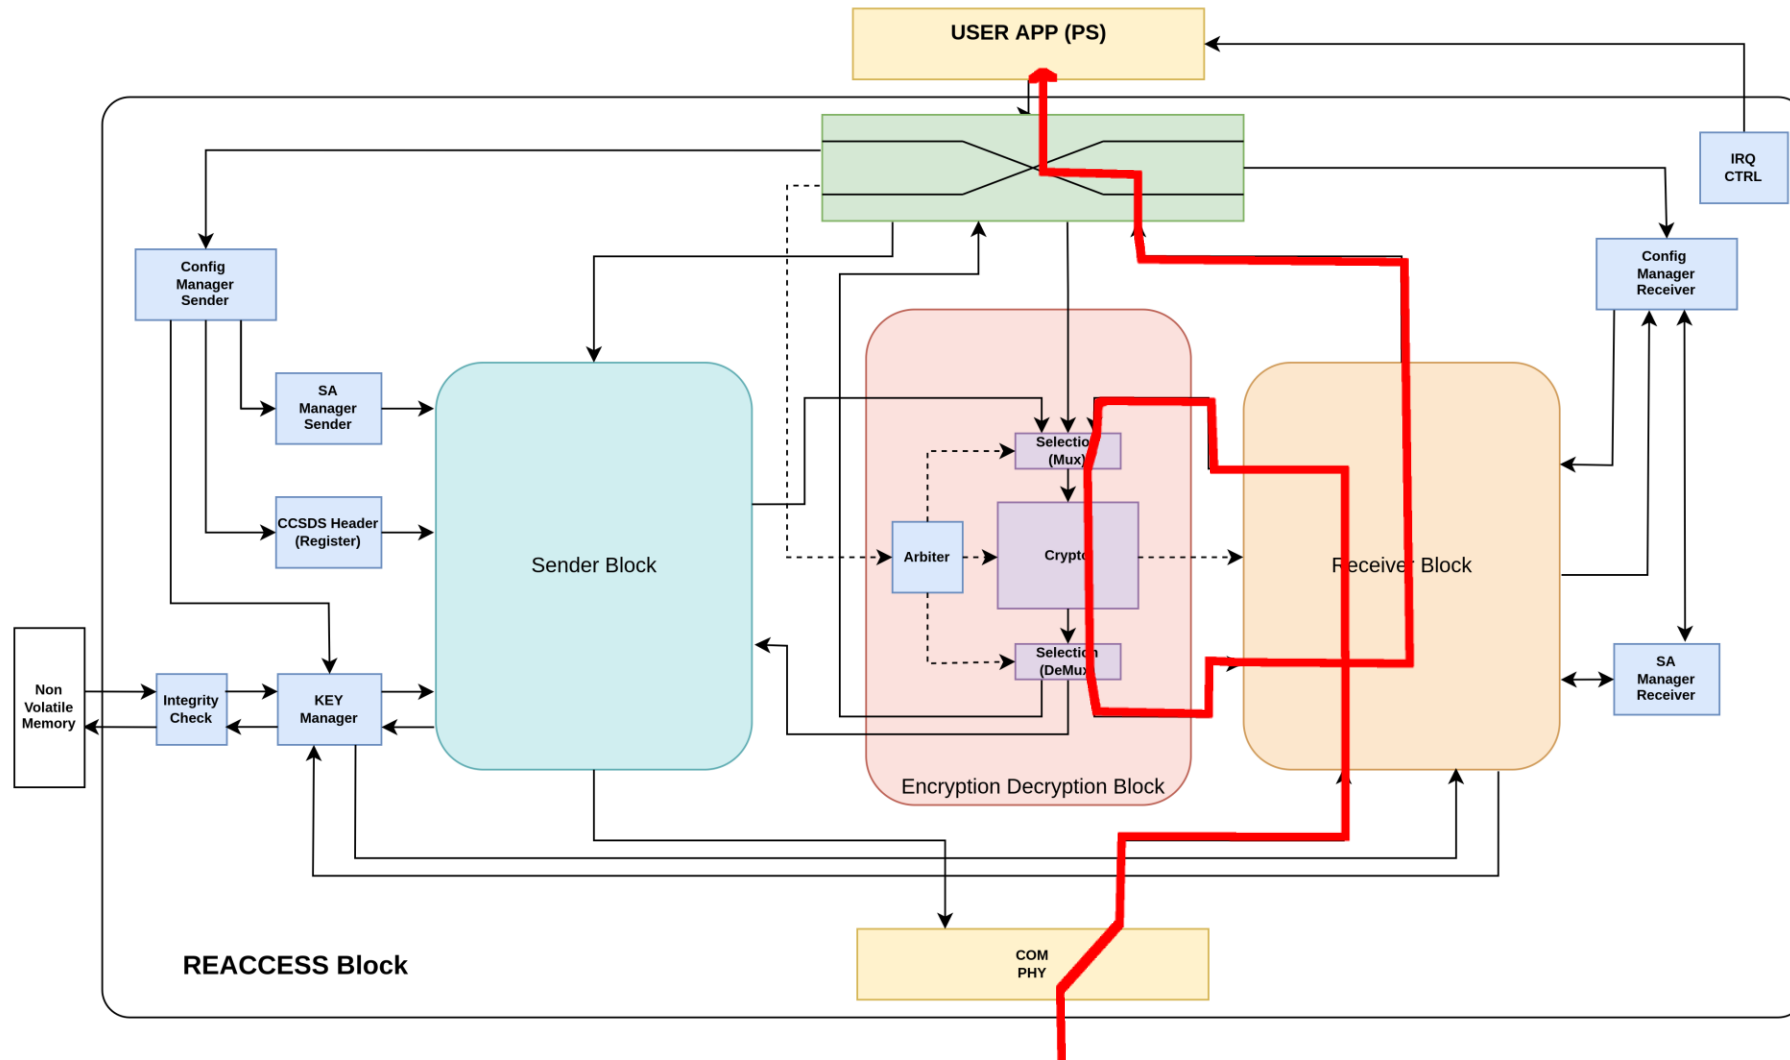 USER APP (PS)
IRQ
CTRL
Config
Manager
Sender
Config
Manager
Receiver
SA
Manager
Sender
Selection
(Mux)
CCSDS Header
(Register)
Sender Block
Arbiter
Crypto
Receiver Block
Non
Volatile
Memory
Integrity
Check
KEY
Manager
Selection
(DeMux)
SA
Manager
Receiver
Encryption Decryption Block
REACCESS Block
COM
PHY